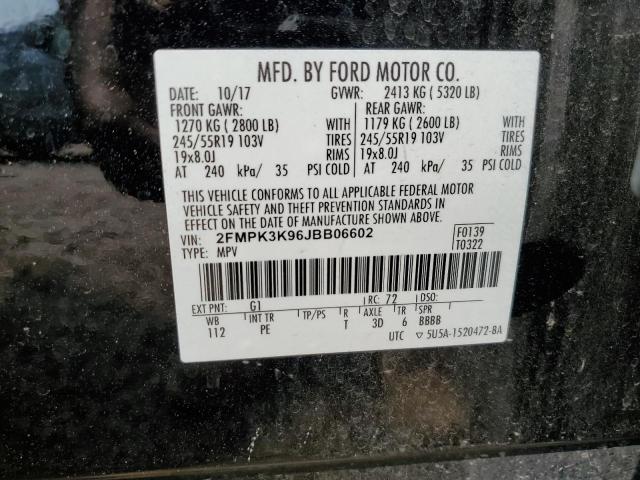 MFD. BY FORD MOTOR CO.
DATE: 10/17 GVWR: 2413 KG ( 5320 LB)
FRONT GAWR: REAR GAWR:
1270 KG ( 2800 LB) WITH 1179 KG ( 2600 LB) WITH
245/55R19 103V TIRES 245/55R19 103V TIRES
19x8.0J RIMS 19x8.0J RIMS
AT 240 kPa/ 35 PSI COLD AT 240 kPa/ 35 PSI COLD
THIS VEHICLE CONFORMS TO ALL APPLICABLE FEDERAL MOTOR
VEHICLE SAFETY AND THEFT PREVENTION STANDARDS IN
EFFECT ON THE DATE OF MANUFACTURE SHOWN ABOVE.
VIN: 2FMPK3K96JBB06602 F0139
TYPE: MPV T0322
EXT PNT: G1 RC: 72 DSO:
WB INT TR TP/PS R AXLE TR SPR
112 PE T 3D 6 BBBB
UTC ▽ 5U5A-1520472-BA